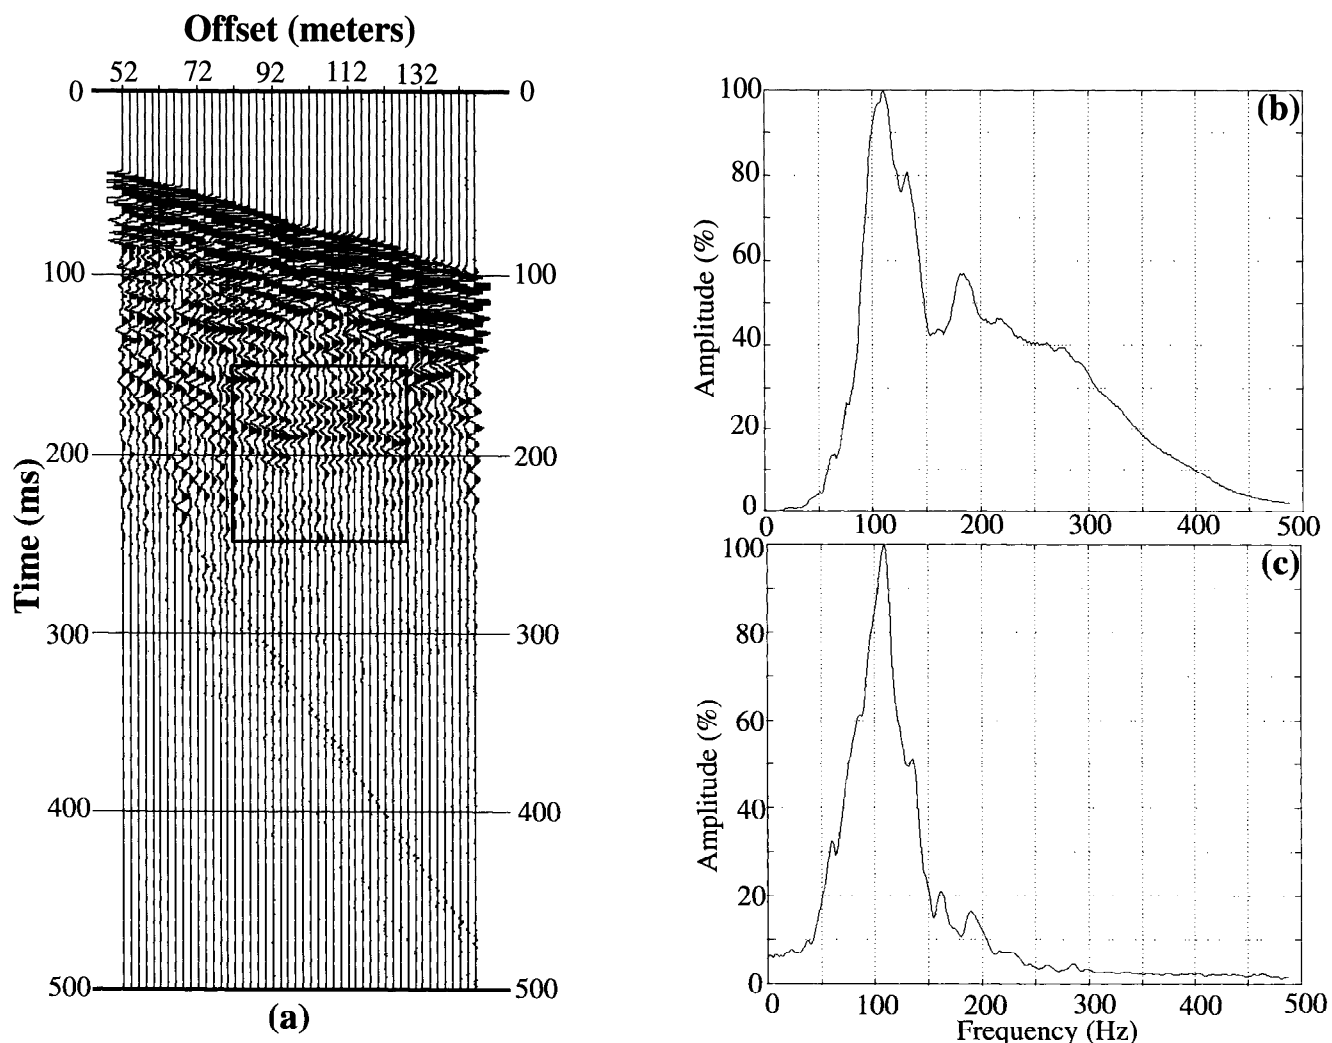 Offset (meters)
52 72 92 112 132
0 0
100 100
200 200
300 300
400 400
500 500
Time (ms)
(a)
(b)
100
80
60
40
20
0
Amplitude (%)
0 100 200 300 400 500
(c)
100
80
60
40
20
0
Amplitude (%)
0 100 200 300 400 500
Frequency (Hz)